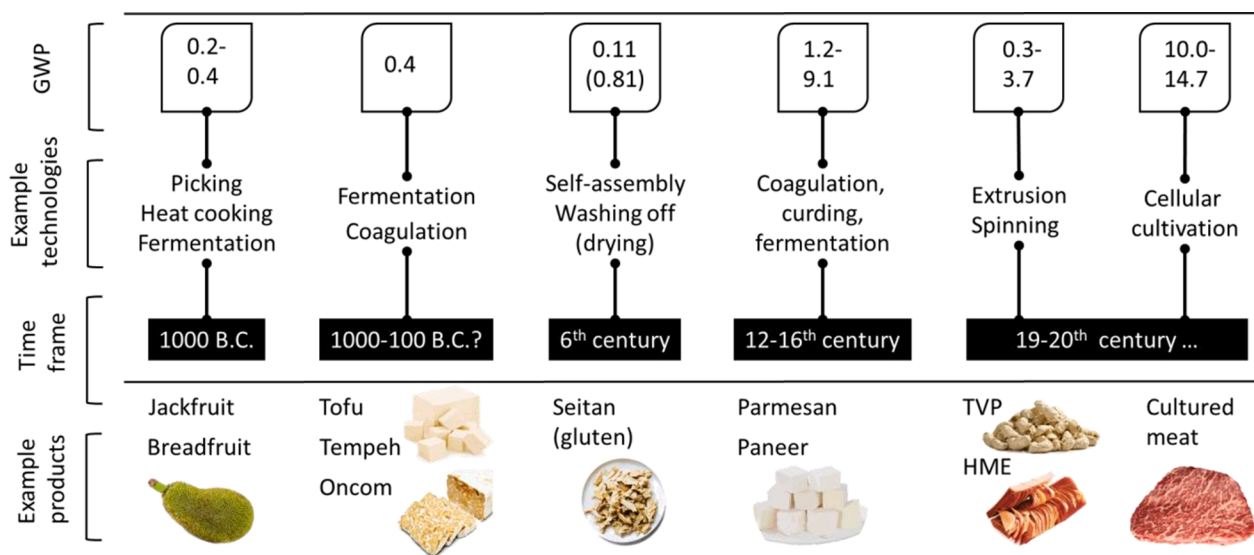 GWP
0.2-
0.4
0.4
0.11
(0.81)
1.2-
9.1
0.3-
3.7
10.0-
14.7
Example
technologies
Picking
Heat cooking
Fermentation
Fermentation
Coagulation
Self-assembly
Washing off
(drying)
Coagulation,
curding,
fermentation
Extrusion
Spinning
Cellular
cultivation
Time
frame
1000 B.C.
1000-100 B.C.?
6th century
12-16th century
19-20th century ...
Example
products
Jackfruit
Breadfruit
Tofu
Tempeh
Oncom
Seitan
(gluten)
Parmesan
Paneer
TVP
HME
Cultured
meat